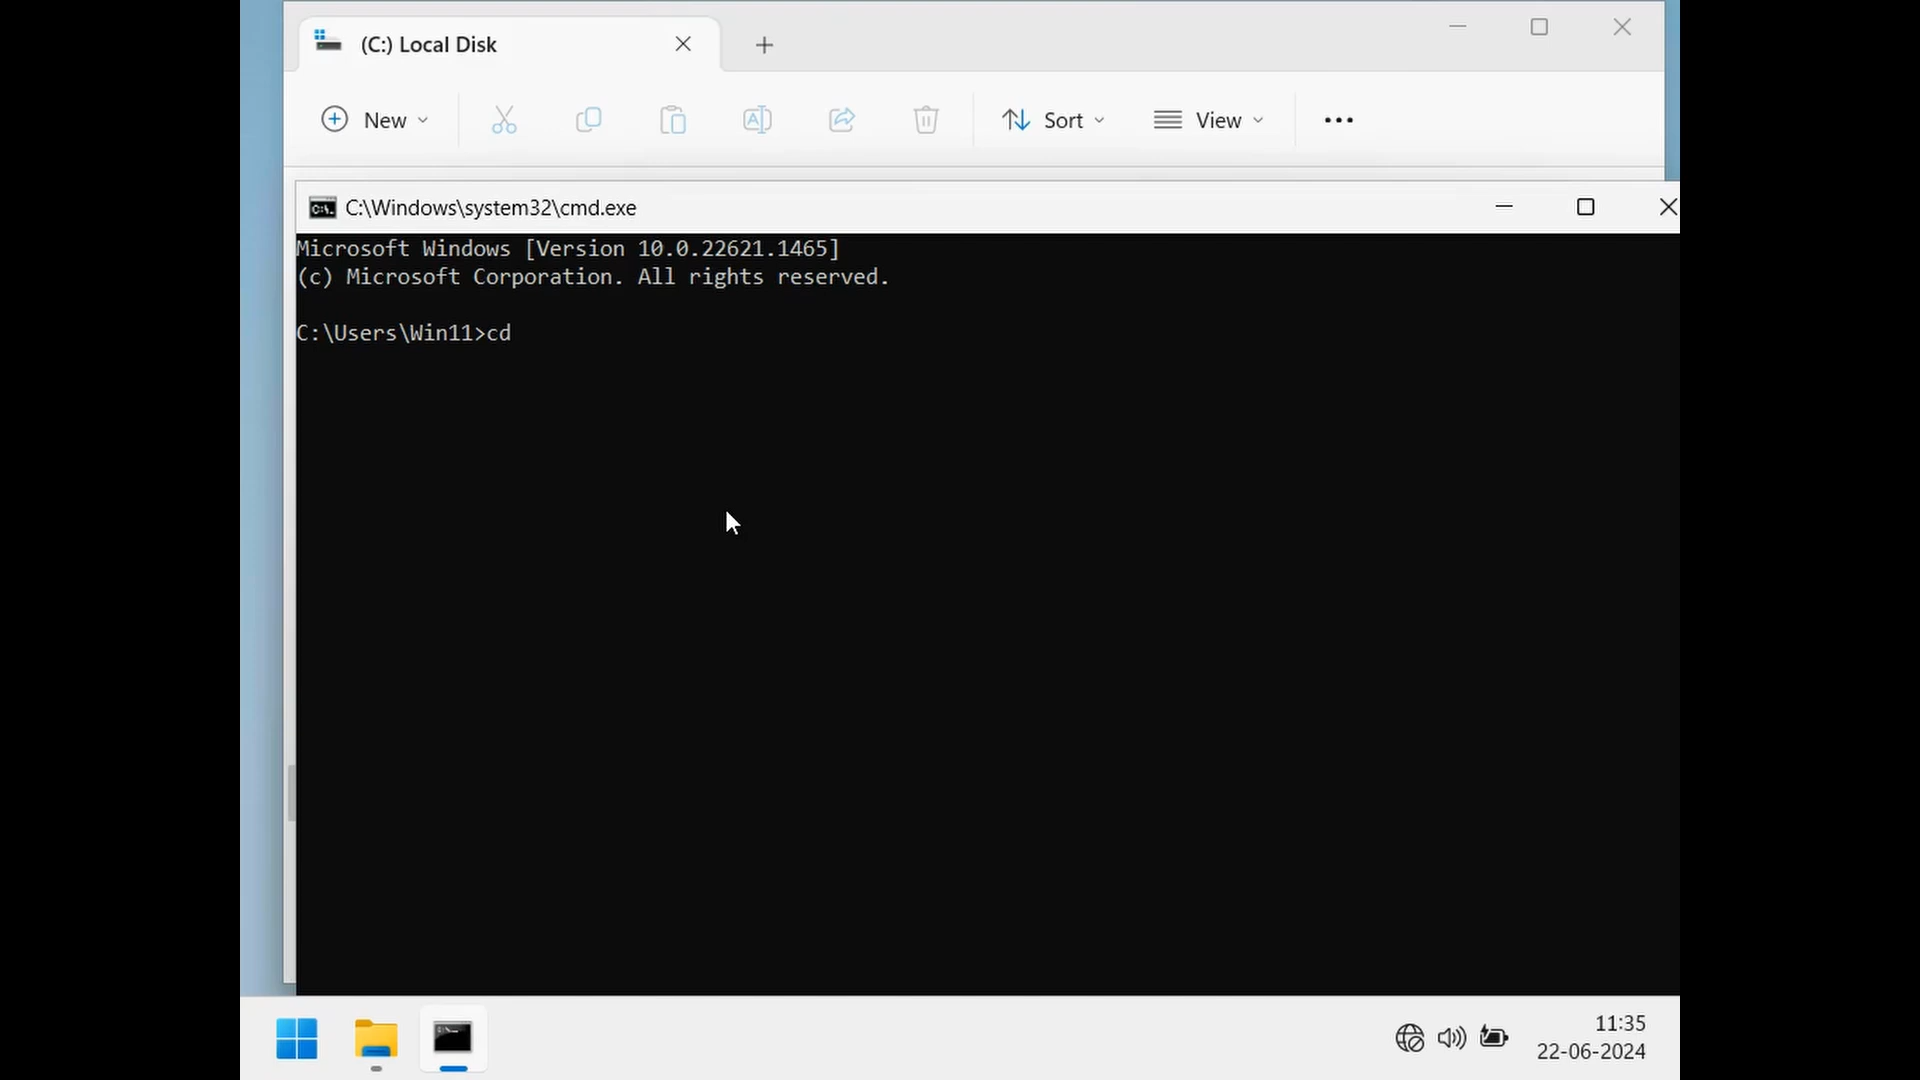 (C:) Local Disk
New
Sort
View
C:\Windows\system32\cmd.exe
Microsoft Windows [Version 10.0.22621.1465]
(c) Microsoft Corporation. All rights reserved.
C:\Users\Win11>cd
11:35
22-06-2024